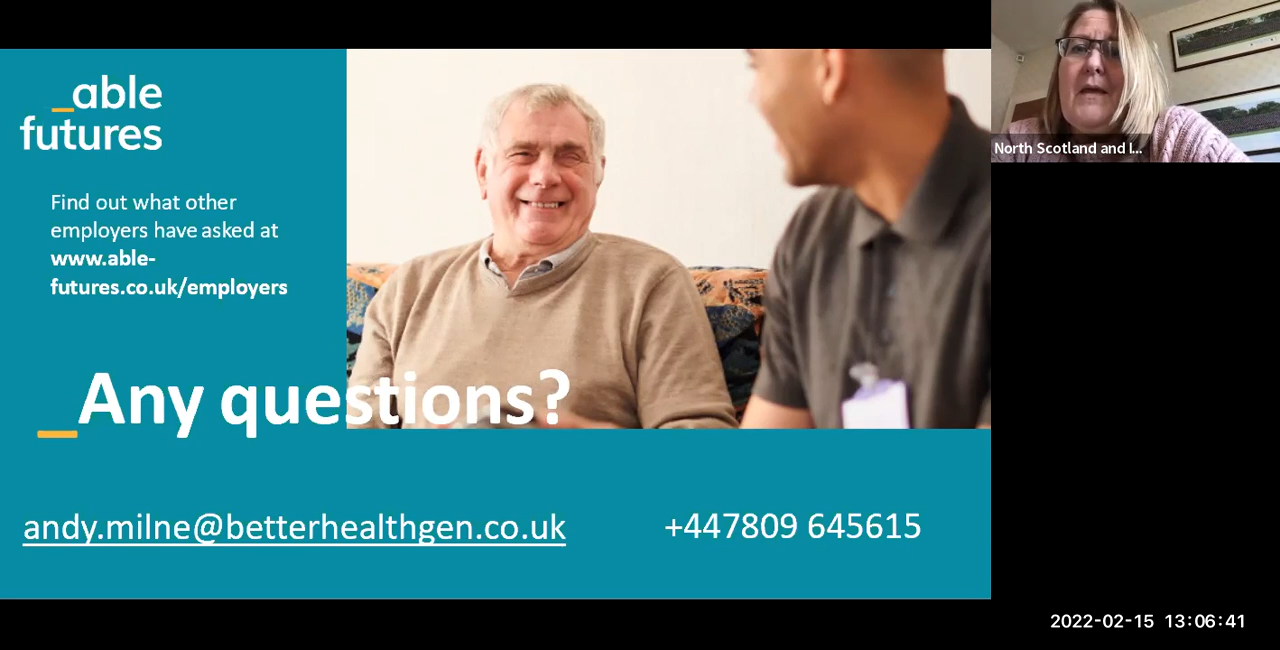 _able
futures
Find out what other
employers have asked at
www.able-
futures.co.uk/employers
_Any questions?
andy.milne@betterhealthgen.co.uk
+447809 645615
North Scotland and I...
2022-02-15 13:06:41